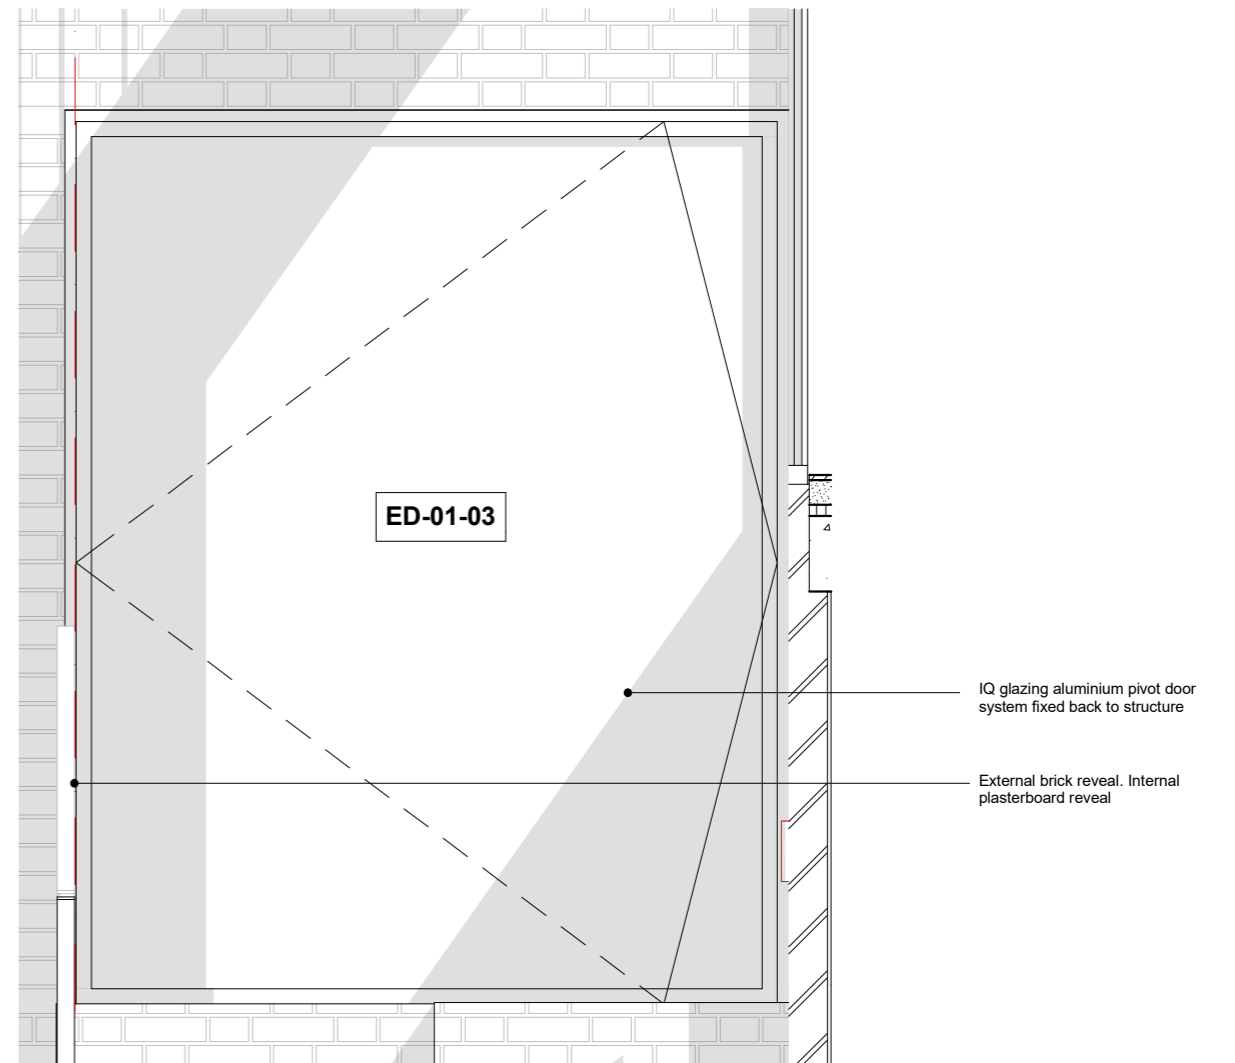 ED-01-03
IQ glazing aluminium pivot door
system fixed back to structure
External brick reveal. Internal
plasterboard reveal